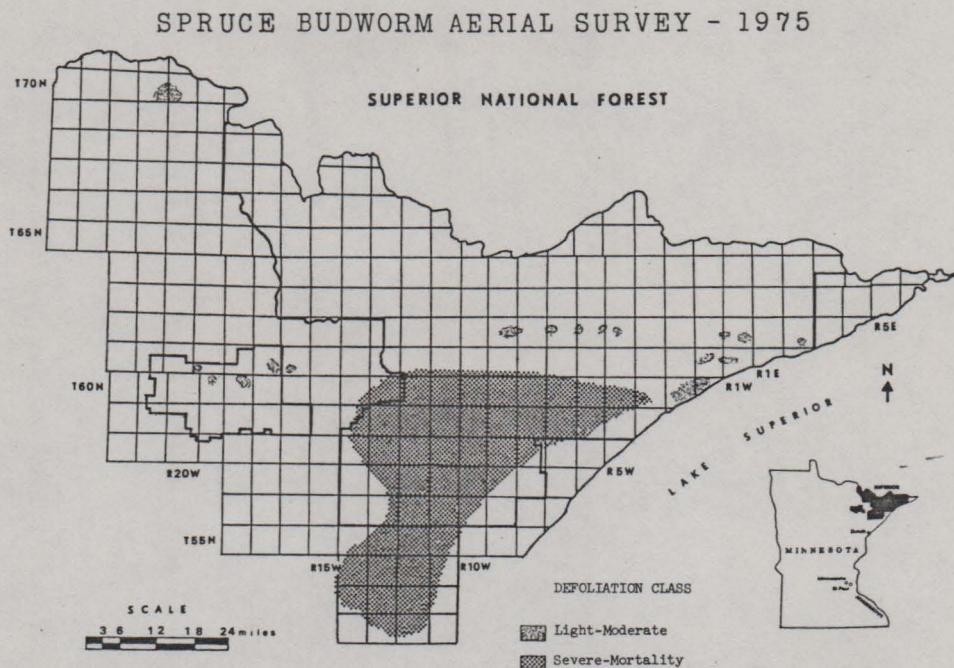 SPRUCE BUDWORM AERIAL SURVEY - 1975
T70N
SUPERIOR NATIONAL FOREST
T65N
R5E
T60N
R1E
R1W
N
LAKE SUPERIOR
R20W
R5W
T55N
R15W
R10W
MINNESOTA
DEFOLIATION CLASS
SCALE
3 6 12 18 24 miles
Light-Moderate
Severe-Mortality